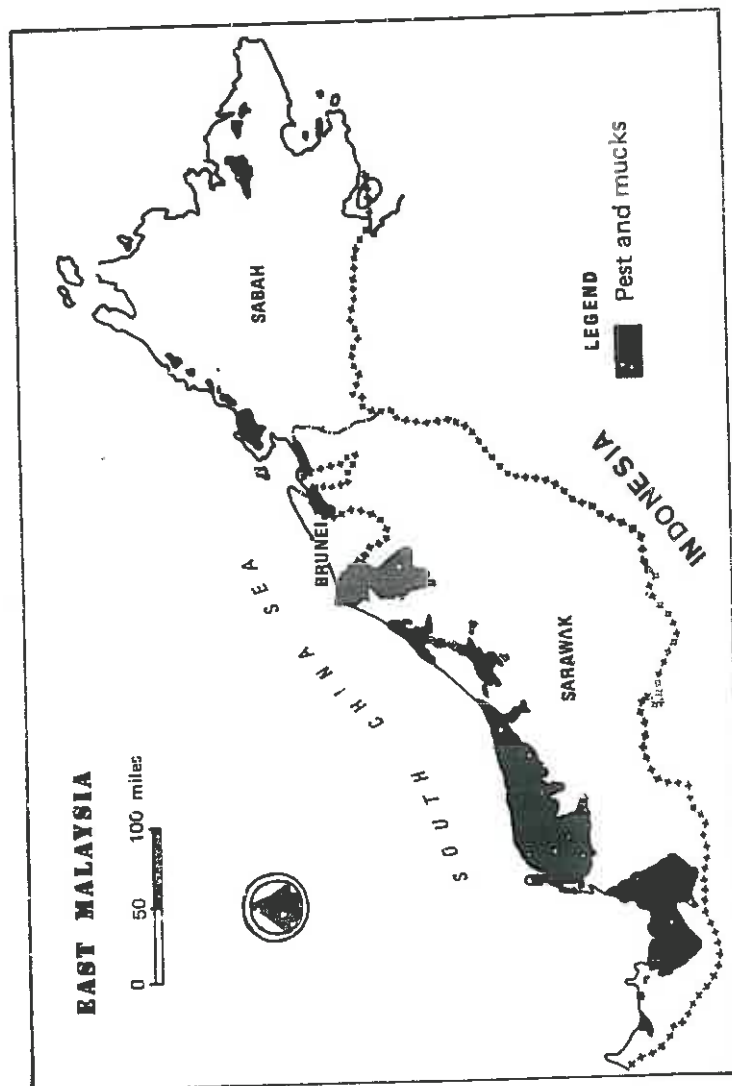 EAST MALAYSIA
0 50 100 miles
SOUTH CHINA SEA
BRUNEI
SABAH
SARAWAK
INDONESIA
LEGEND
Pest and mucks